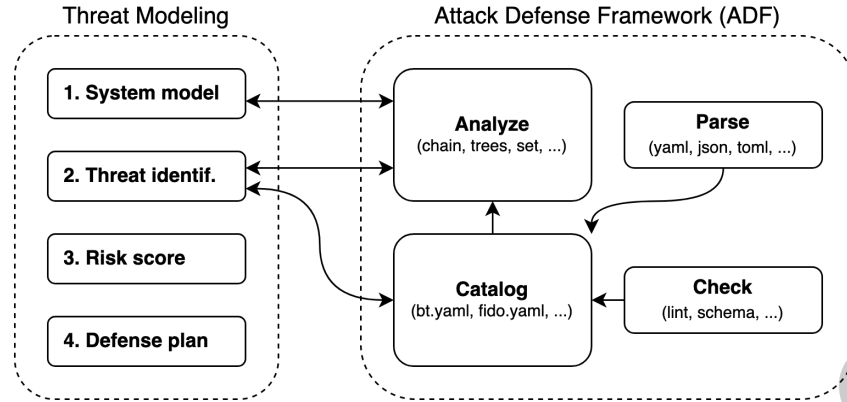 Threat Modeling
1. System model
2. Threat identif.
3. Risk score
4. Defense plan
Attack Defense Framework (ADF)
Analyze
(chain, trees, set, ...)
Parse
(yaml, json, toml, ...)
Catalog
(bt.yaml, fido.yaml, ...)
Check
(lint, schema, ...)